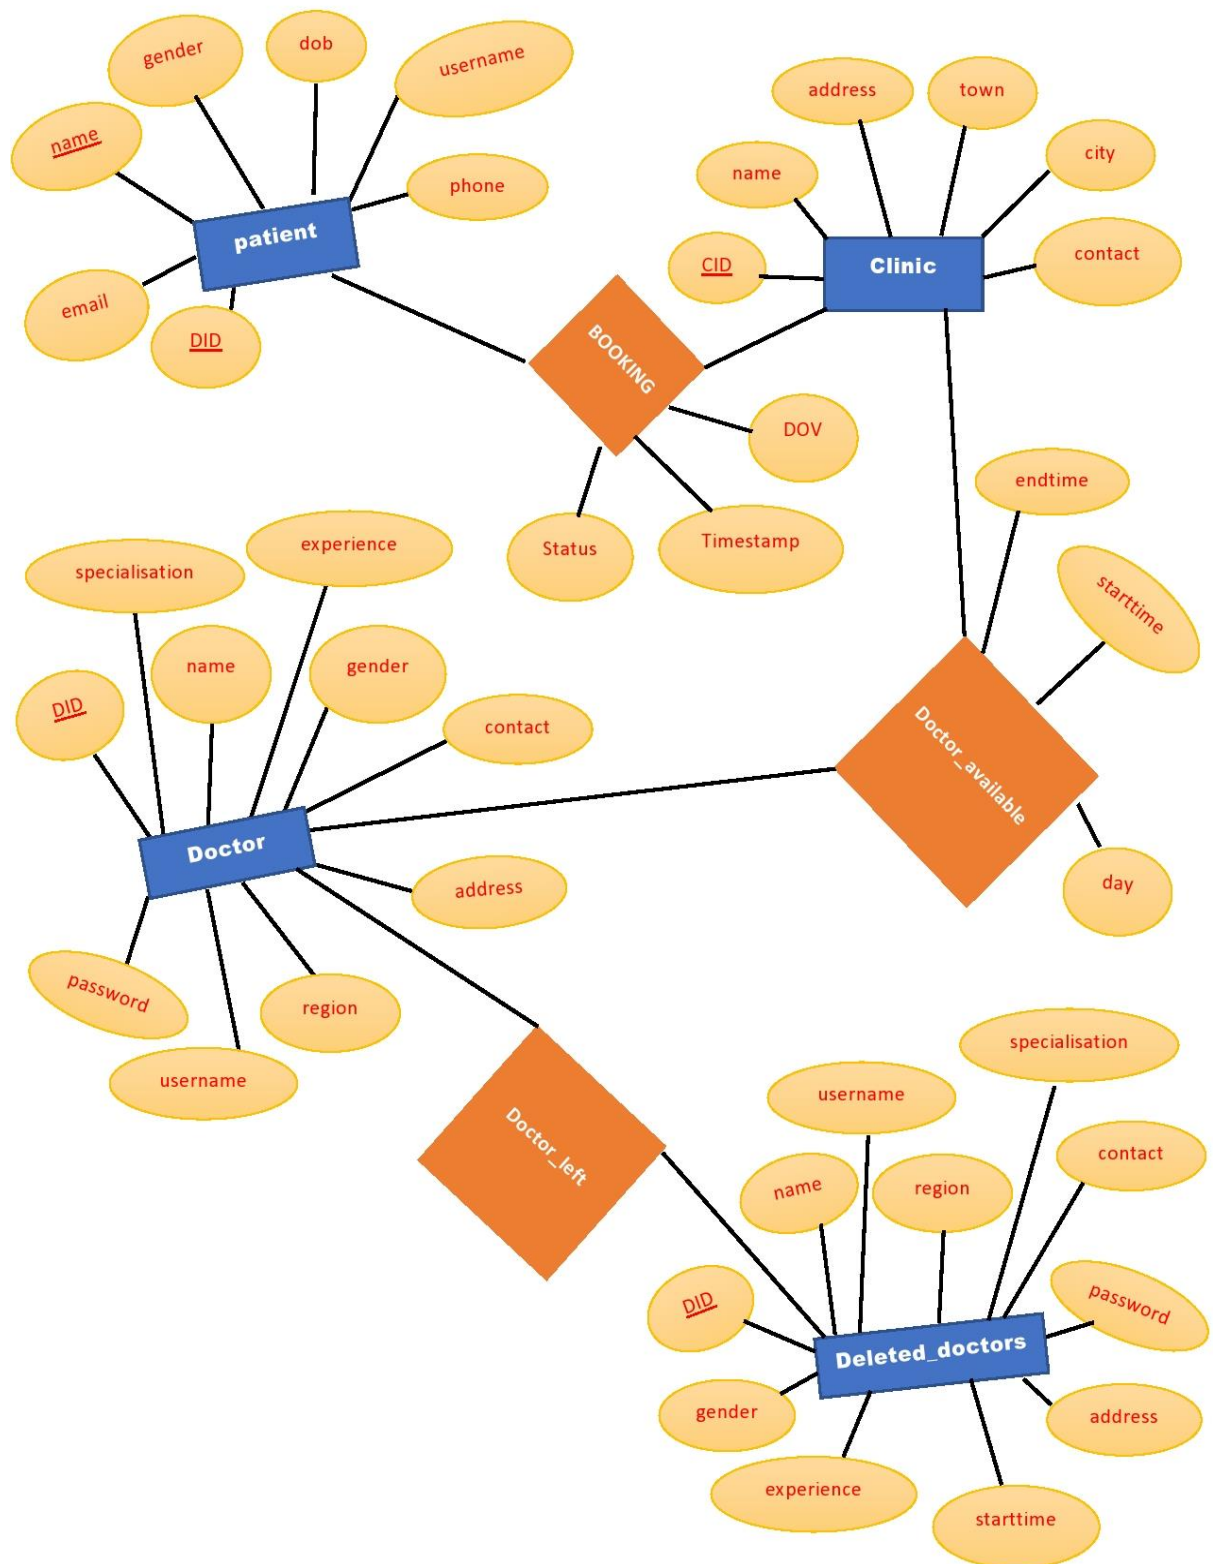 gender
dob
username
name
phone
patient
email
DID
address
town
name
city
CID
Clinic
contact
BOOKING
DOV
Status
Timestamp
endtime
starttime
Doctor_available
day
specialisation
experience
name
gender
DID
contact
Doctor
address
password
region
username
Doctor_left
specialisation
username
contact
name
region
DID
password
Deleted_doctors
gender
address
experience
starttime